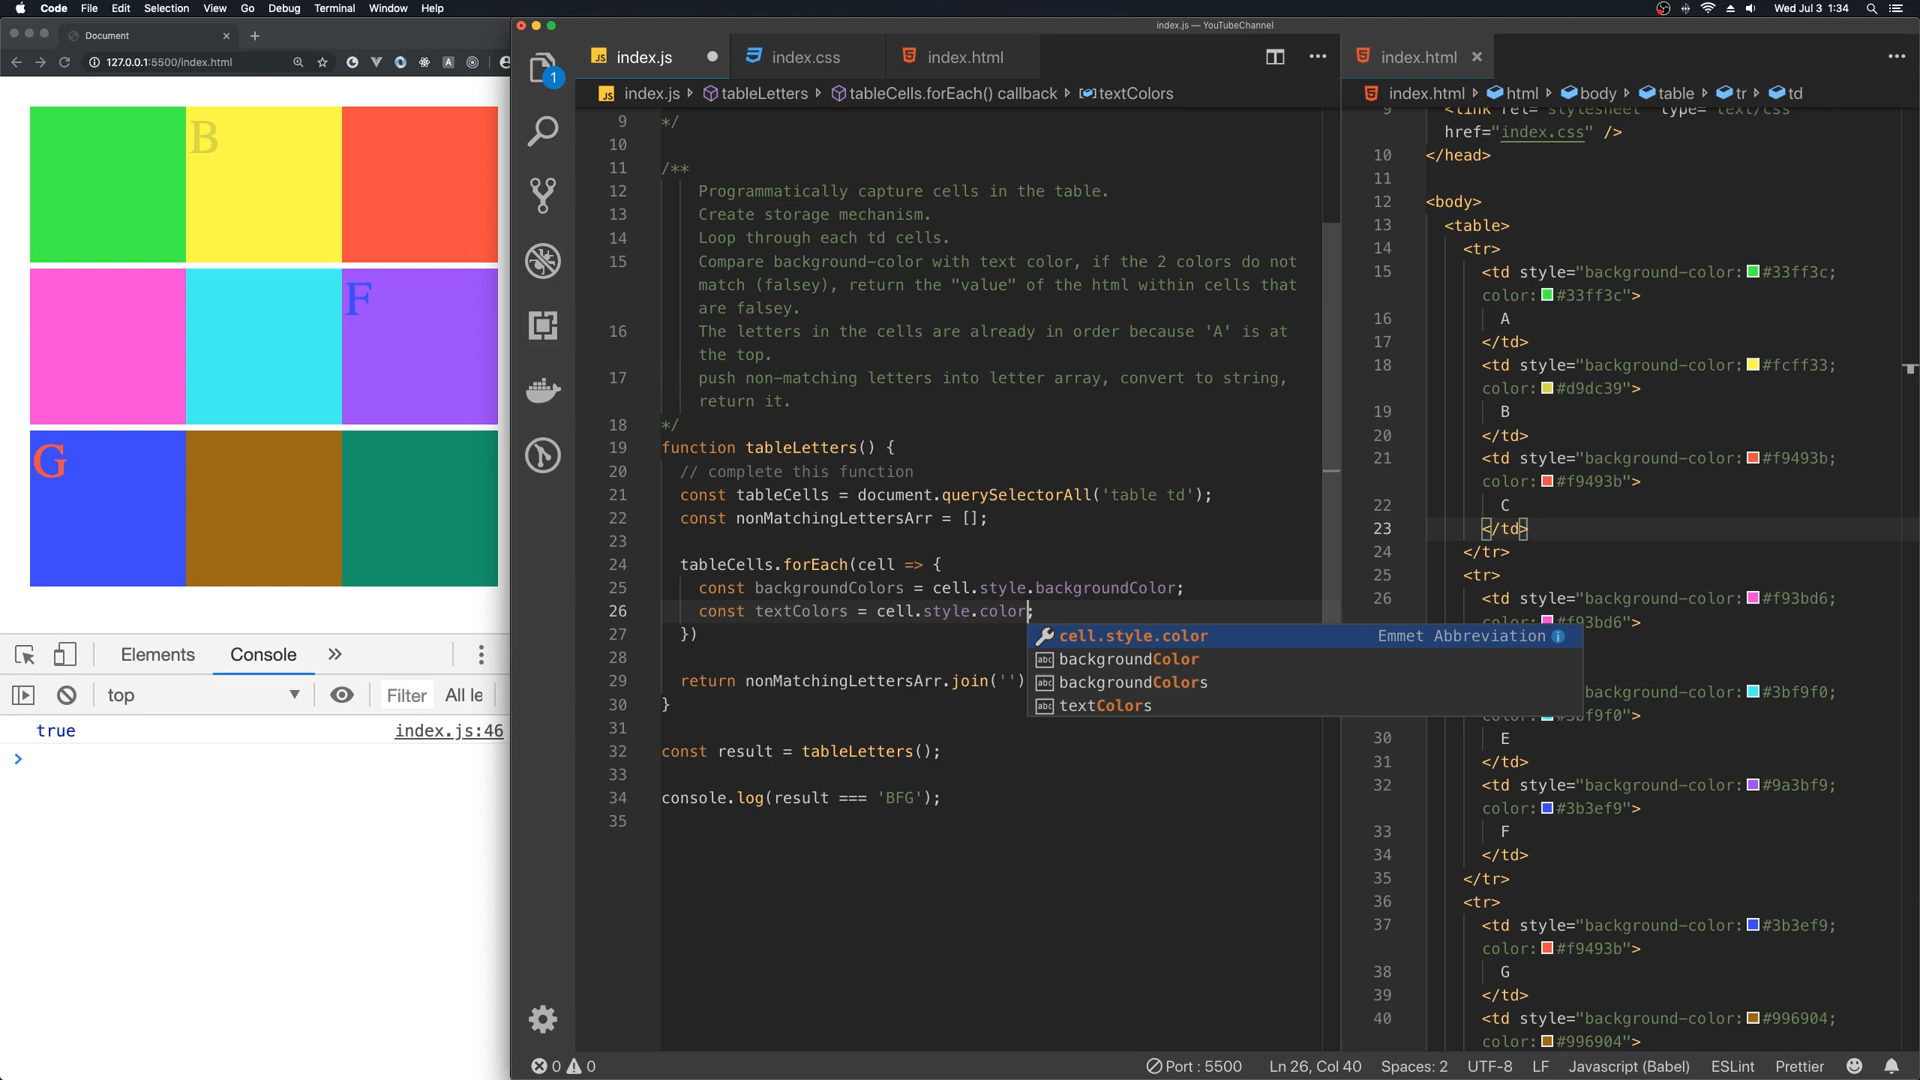 Code File Edit Selection View Go Debug Terminal Window Help
Wed Jul 3 1:34
Document
127.0.0.1:5500/index.html
B
F
G
Elements Console
top
Filter All le
true index.js:46
index.js — YouTubeChannel
1
JS index.js index.css index.html
JS index.js tableLetters tableCells.forEach() callback textColors
9 */
10
11 /**
12 Programmatically capture cells in the table.
13 Create storage mechanism.
14 Loop through each td cells.
15 Compare background-color with text color, if the 2 colors do not
match (falsey), return the "value" of the html within cells that
are falsey.
16 The letters in the cells are already in order because 'A' is at
the top.
17 push non-matching letters into letter array, convert to string,
return it.
18 */
19 function tableLetters() {
20 // complete this function
21 const tableCells = document.querySelectorAll('table td');
22 const nonMatchingLettersArr = [];
23
24 tableCells.forEach(cell => {
25 const backgroundColors = cell.style.backgroundColor;
26 const textColors = cell.style.color;
27 })
28
29 return nonMatchingLettersArr.join('')
30 }
31
32 const result = tableLetters();
33
34 console.log(result === 'BFG');
35
cell.style.color Emmet Abbreviation
abc backgroundColor
abc backgroundColors
abc textColors
index.html
index.html html body table tr td
9 <link rel="stylesheet" type="text/css"
href="index.css" />
10 </head>
11
12 <body>
13 <table>
14 <tr>
15 <td style="background-color: #33ff3c;
color: #33ff3c">
16 A
17 </td>
18 <td style="background-color: #fcff33;
color: #d9dc39">
19 B
20 </td>
21 <td style="background-color: #f9493b;
color: #f9493b">
22 C
23 </td>
24 </tr>
25 <tr>
26 <td style="background-color: #f93bd6;
#f93bd6">
-color: #3bf9f0;
#3bf9f0">
30 E
31 </td>
32 <td style="background-color: #9a3bf9;
color: #3b3ef9">
33 F
34 </td>
35 </tr>
36 <tr>
37 <td style="background-color: #3b3ef9;
color: #f9493b">
38 G
39 </td>
40 <td style="background-color: #996904;
color: #996904">
0 0
Port : 5500 Ln 26, Col 40 Spaces: 2 UTF-8 LF Javascript (Babel) ESLint Prettier